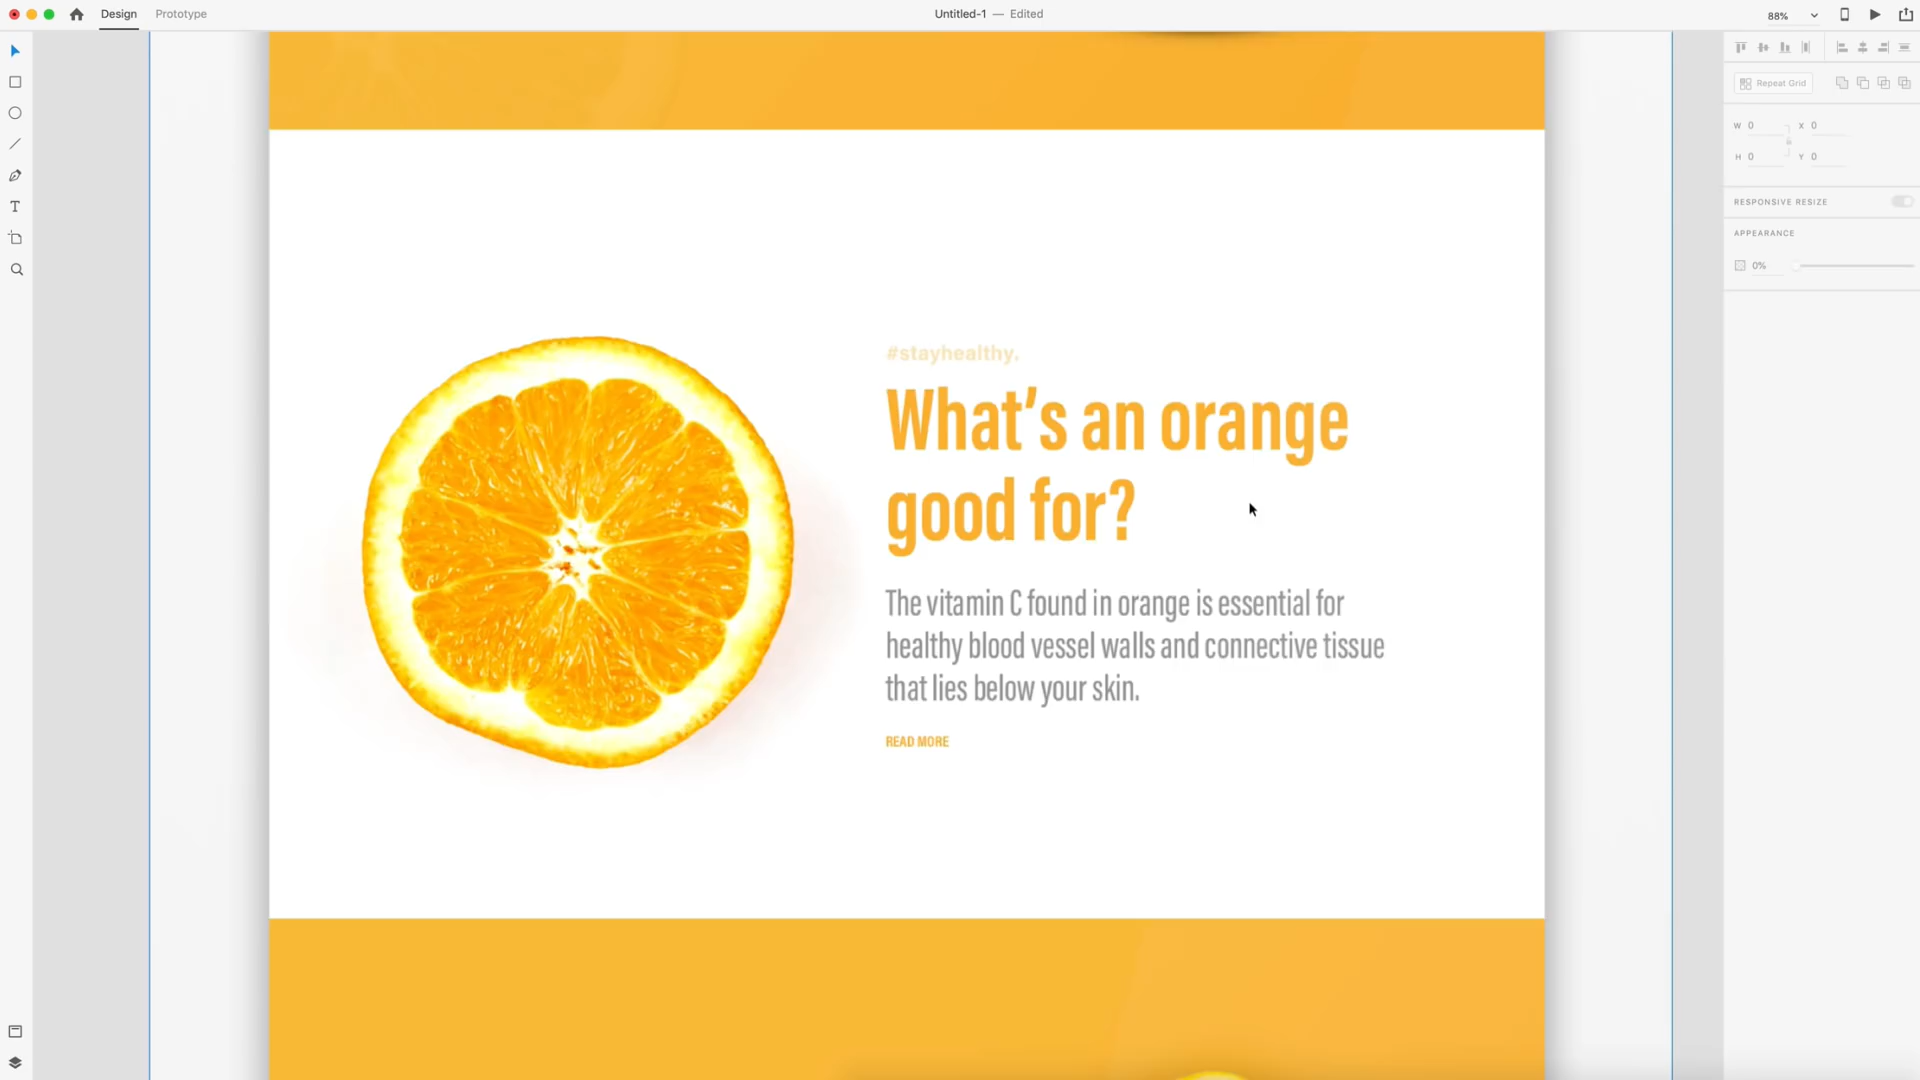 Design
Prototype
Untitled-1 — Edited
88%
Repeat Grid
W 0
X 0
H 0
Y 0
RESPONSIVE RESIZE
APPEARANCE
0%
T
#stayhealthy.
What's an orange
good for?
The vitamin C found in orange is essential for
healthy blood vessel walls and connective tissue
that lies below your skin.
READ MORE